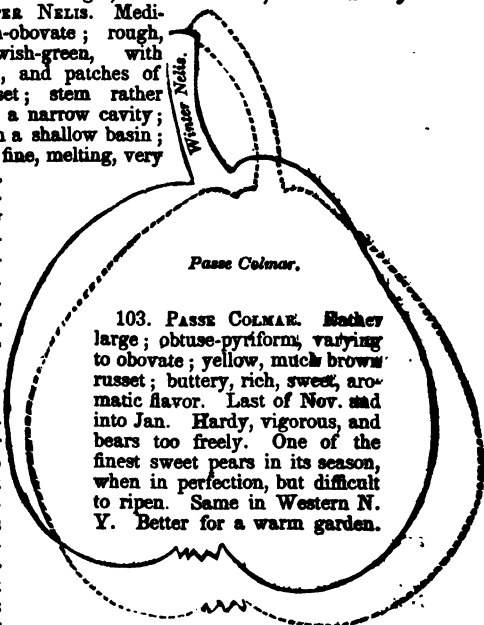 TER NELIS. Medi-
-obovate; rough,
wish-green, with
, and patches of
set; stem rather
a narrow cavity;
a shallow basin;
fine, melting, very
Winter Nelis.
Passe Colmar.
103. PASSE COLMAR. Rather
large; obtuse-pyriform, varying
to obovate; yellow, much brown
russet; buttery, rich, sweet, aro-
matic flavor. Last of Nov. and
into Jan. Hardy, vigorous, and
bears too freely. One of the
finest sweet pears in its season,
when in perfection, but difficult
to ripen. Same in Western N.
Y. Better for a warm garden.